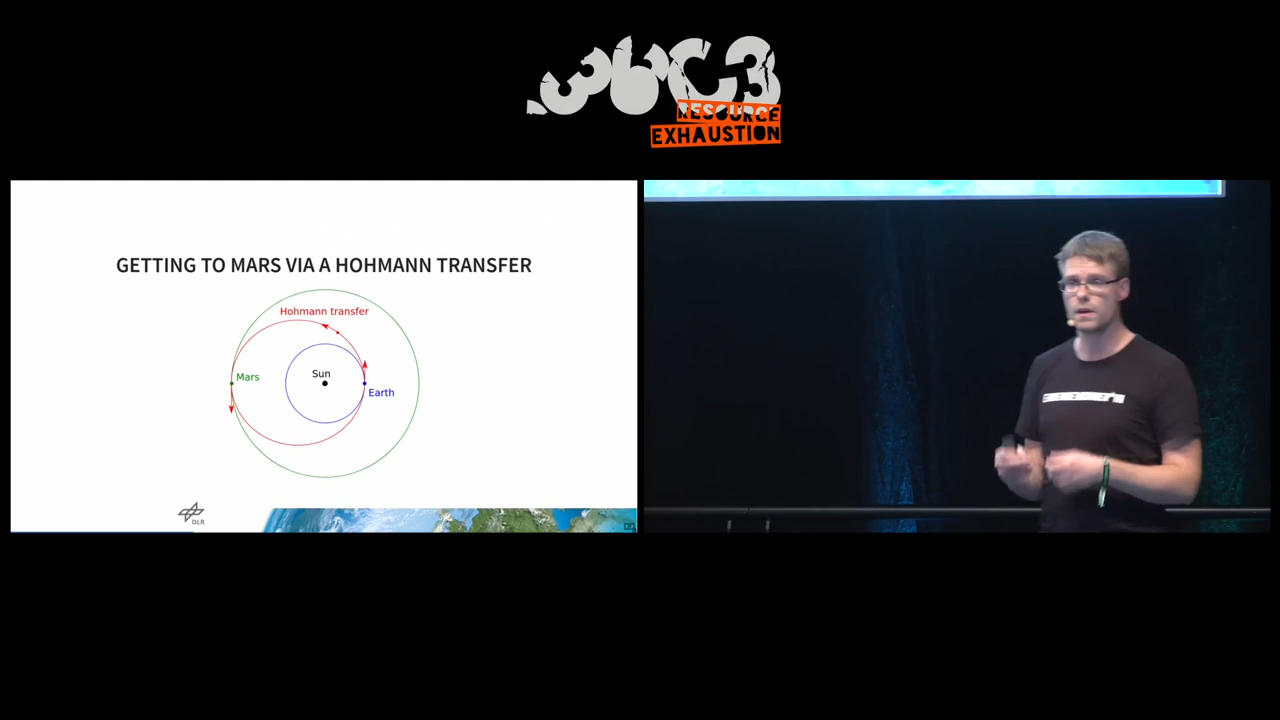 36C3
RESOURCE
EXHAUSTION
GETTING TO MARS VIA A HOHMANN TRANSFER
Hohmann transfer
Sun
Mars
Earth
DLR